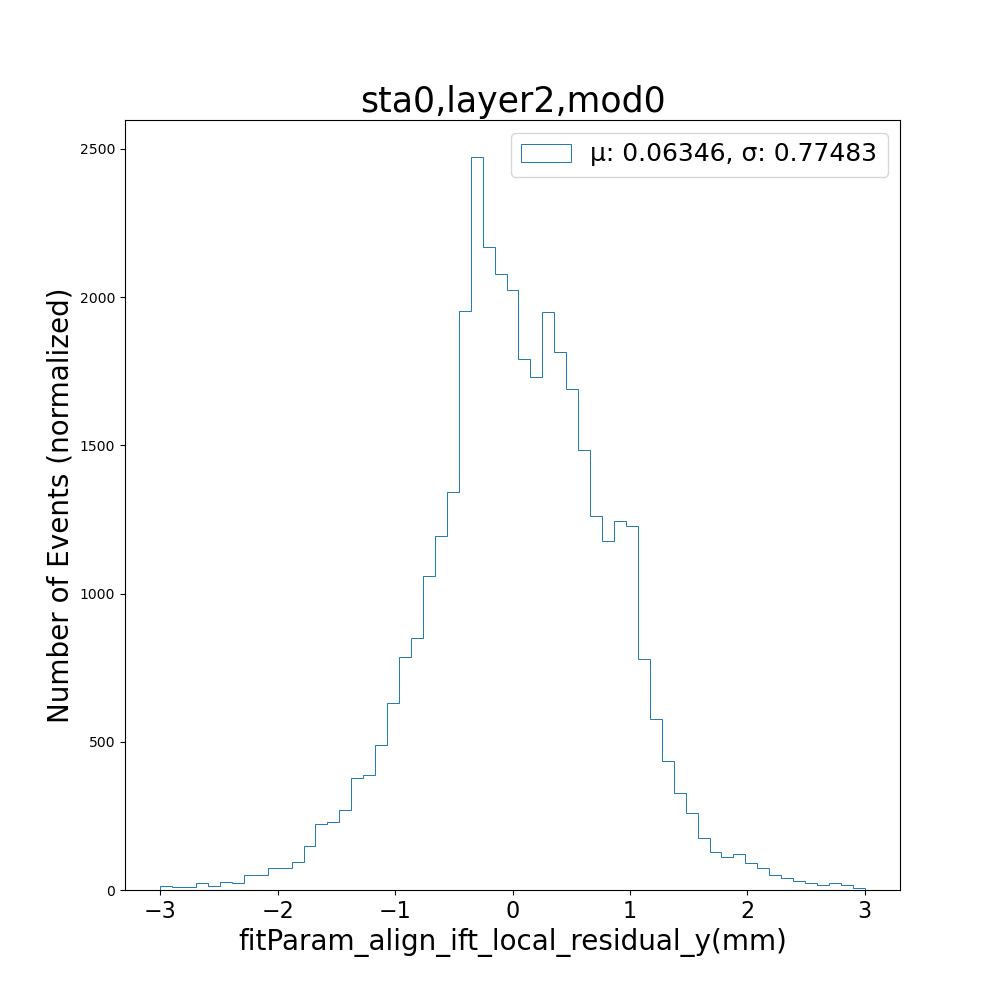 sta0,layer2,mod0
μ: 0.06346, σ: 0.77483
Number of Events (normalized)
2500
2000
1500
1000
500
0
−3 −2 −1 0 1 2 3
fitParam_align_ift_local_residual_y(mm)